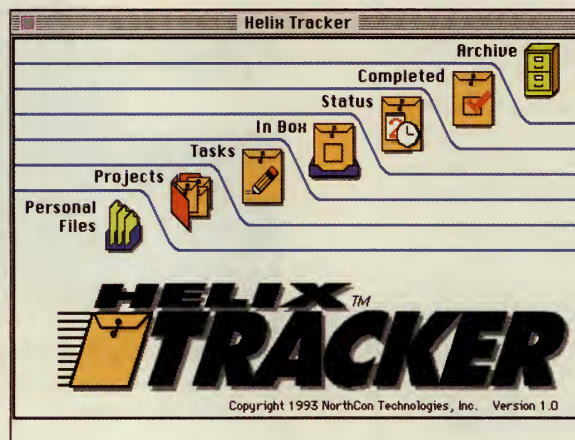 Helix Tracker
Archive
Completed
Status
In Box
Tasks
Projects
Personal
Files
HELIX™
TRACKER
Copyright 1993 NorthCon Technologies, Inc. Version 1.0